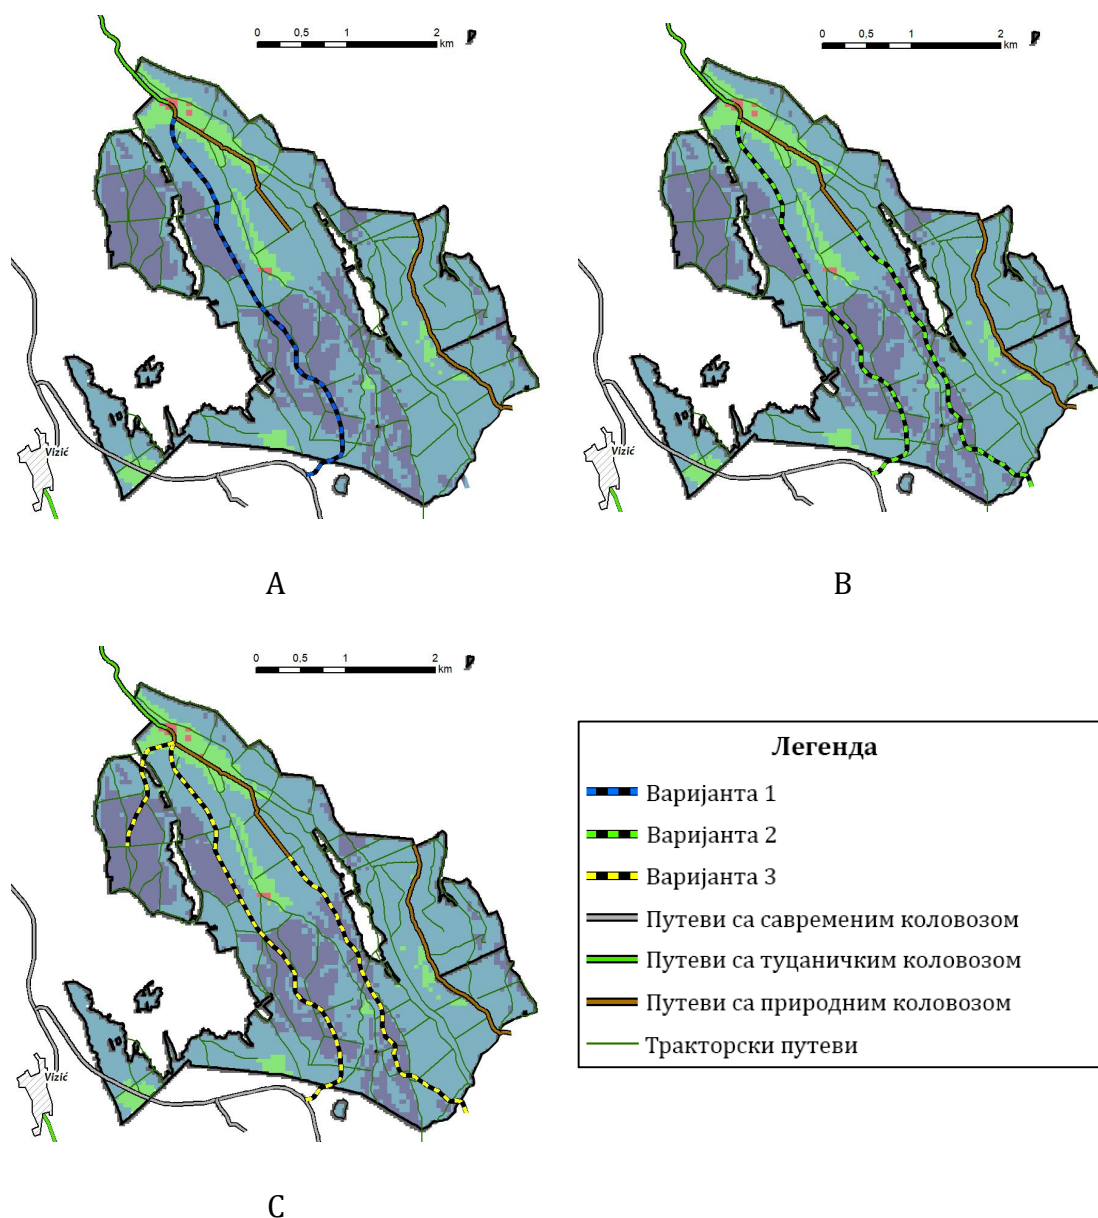 0 0,5 1 2
km
Vizić
A
0 0,5 1 2
km
Vizić
B
0 0,5 1 2
km
Vizić
C
Легенда
Варијанта 1
Варијанта 2
Варијанта 3
Путеви са савременим коловозом
Путеви са туцаничким коловозом
Путеви са природним коловозом
Тракторски путеви